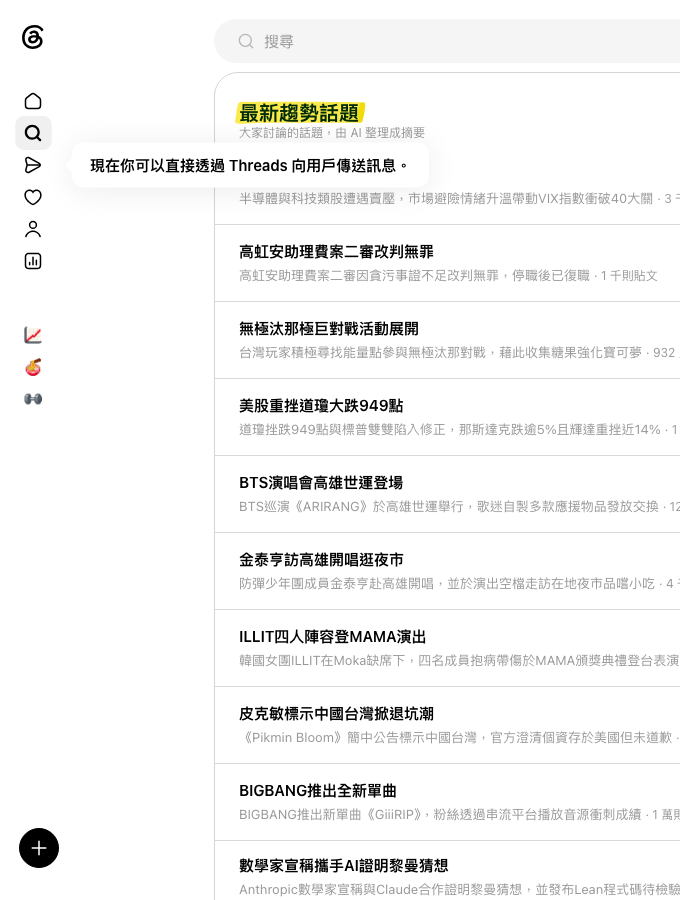 搜尋
最新趨勢話題
大家討論的話題，由 AI 整理成摘要
現在你可以直接透過 Threads 向用戶傳送訊息。
半導體與科技類股遭遇賣壓，市場避險情緒升溫帶動VIX指數衝破40大關 · 3
高虹安助理費案二審改判無罪
高虹安助理費案二審因貪污事證不足改判無罪，停職後已復職 · 1 千則貼文
無極汰那極巨對戰活動展開
台灣玩家積極尋找能量點參與無極汰那對戰，藉此收集糖果強化寶可夢 · 932
美股重挫道瓊大跌949點
道瓊挫跌949點與標普雙雙陷入修正，那斯達克跌逾5%且輝達重挫近14% · 1
BTS演唱會高雄世運登場
BTS巡演《ARIRANG》於高雄世運舉行，歌迷自製多款應援物品發放交換 · 12
金泰亨訪高雄開唱逛夜市
防彈少年團成員金泰亨赴高雄開唱，並於演出空檔走訪在地夜市品嚐小吃 · 4
ILLIT四人陣容登MAMA演出
韓國女團ILLIT在Moka缺席下，四名成員抱病帶傷於MAMA頒獎典禮登台表演
皮克敏標示中國台灣掀退坑潮
《Pikmin Bloom》簡中公告標示中國台灣，官方澄清個資存於美國但未道歉 ·
BIGBANG推出全新單曲
BIGBANG推出新單曲《GiiiRIP》，粉絲透過串流平台播放音源衝刺成績 · 1 萬
數學家宣稱攜手AI證明黎曼猜想
Anthropic數學家宣稱與Claude合作證明黎曼猜想，並發布Lean程式碼待檢驗